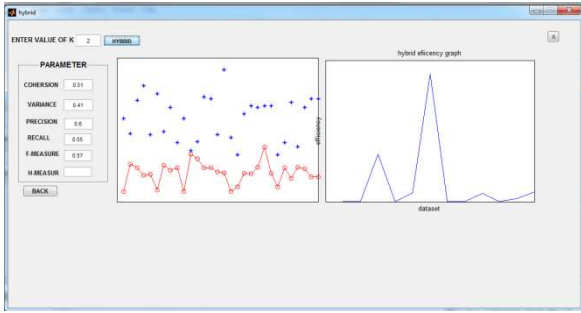 hybrid
ENTER VALUE OF K 2 HYBRID
X
PARAMETER
COHERSION 0.51
VARIANCE 0.41
PRECISION 0.6
RECALL 0.55
F-MEASURE 0.57
H-MEASUR
BACK
hybrid efficency graph
efficiency
dataset